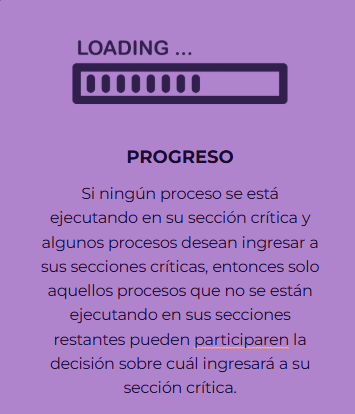 LOADING ...
PROGRESO
Si ningún proceso se está
ejecutando en su sección crítica y
algunos procesos desean ingresar a
sus secciones críticas, entonces solo
aquellos procesos que no se están
ejecutando en sus secciones
restantes pueden participaren la
decisión sobre cuál ingresará a su
sección crítica.